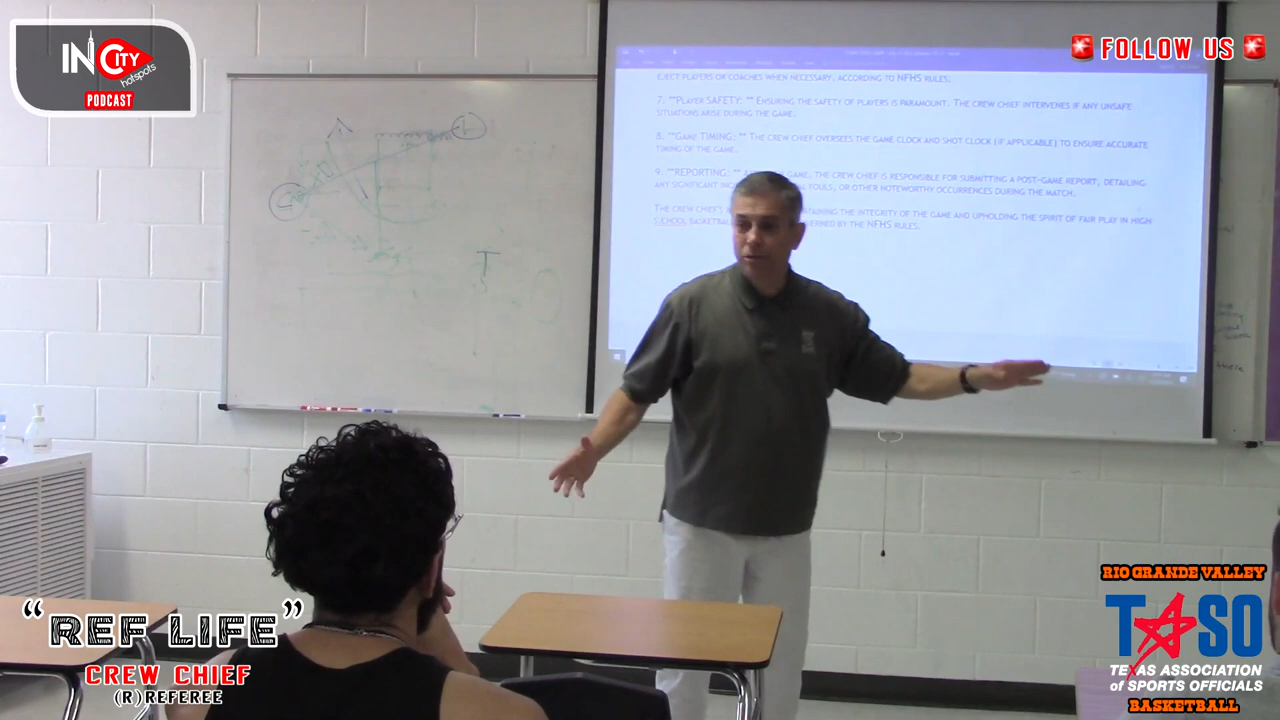 IN CITY
hotspots
PODCAST
FOLLOW US
EJECT PLAYERS OR COACHES WHEN NECESSARY, ACCORDING TO NFHS RULES.
7. **PLAYER SAFETY: ** ENSURING THE SAFETY OF PLAYERS IS PARAMOUNT. THE CREW CHIEF INTERVENES IF ANY UNSAFE
SITUATIONS ARISE DURING THE GAME.
8. **GAME TIMING: ** THE CREW CHIEF OVERSEES THE GAME CLOCK AND SHOT CLOCK (IF APPLICABLE) TO ENSURE ACCURATE
TIMING OF THE GAME.
9. **REPORTING: ** GAME, THE CREW CHIEF IS RESPONSIBLE FOR SUBMITTING A POST-GAME REPORT, DETAILING
ANY SIGNIFICANT FOULS, OR OTHER NOTEWORTHY OCCURRENCES DURING THE MATCH.
THE CREW CHIEF'S THE INTEGRITY OF THE GAME AND UPHOLDING THE SPIRIT OF FAIR PLAY IN HIGH
SCHOOL BY THE NFHS RULES.
L
C
T
"REF LIFE"
CREW CHIEF
(R)REFEREE
RIO GRANDE VALLEY
TASO
TEXAS ASSOCIATION
of SPORTS OFFICIALS
BASKETBALL